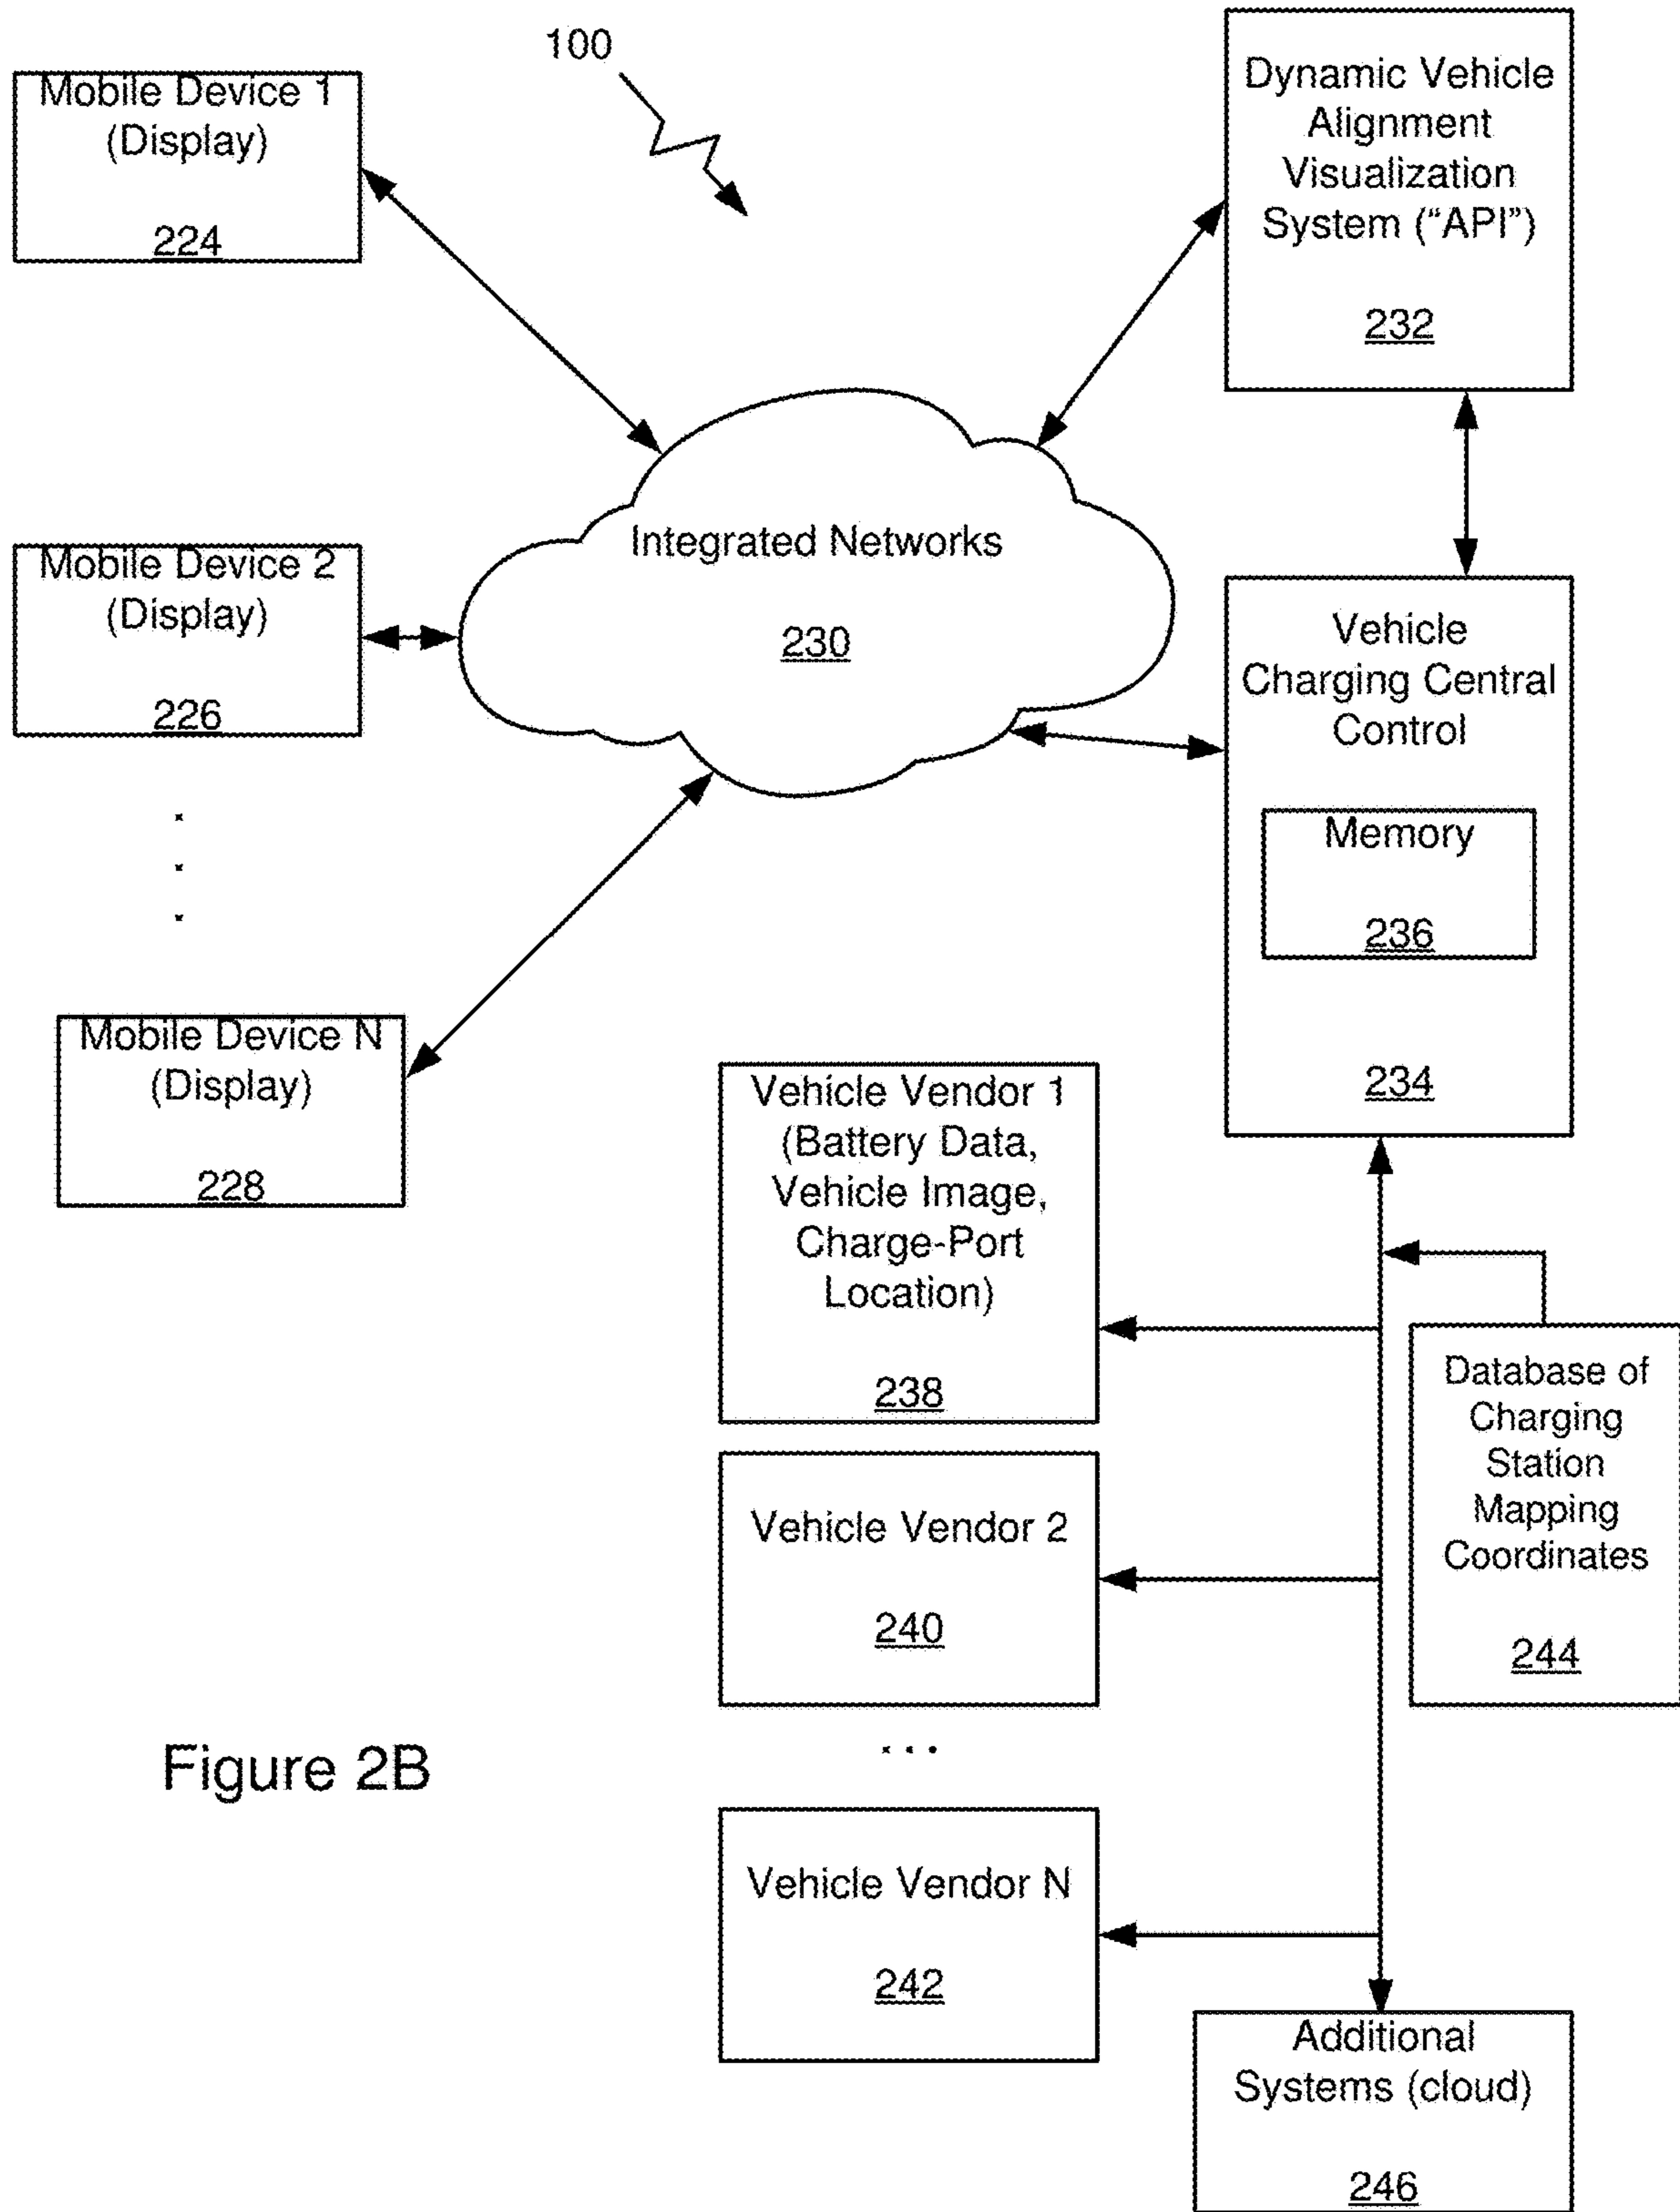 100
Mobile Device 1
(Display)
224
Dynamic Vehicle
Alignment
Visualization
System (“API”)
232
Integrated Networks
230
Mobile Device 2
(Display)
226
Vehicle
Charging Central
Control
Memory
236
234
Mobile Device N
(Display)
228
Vehicle Vendor 1
(Battery Data,
Vehicle Image,
Charge-Port
Location)
238
Database of
Charging
Station
Mapping
Coordinates
244
Vehicle Vendor 2
240
. . .
Figure 2B
Vehicle Vendor N
242
Additional
Systems (cloud)
246